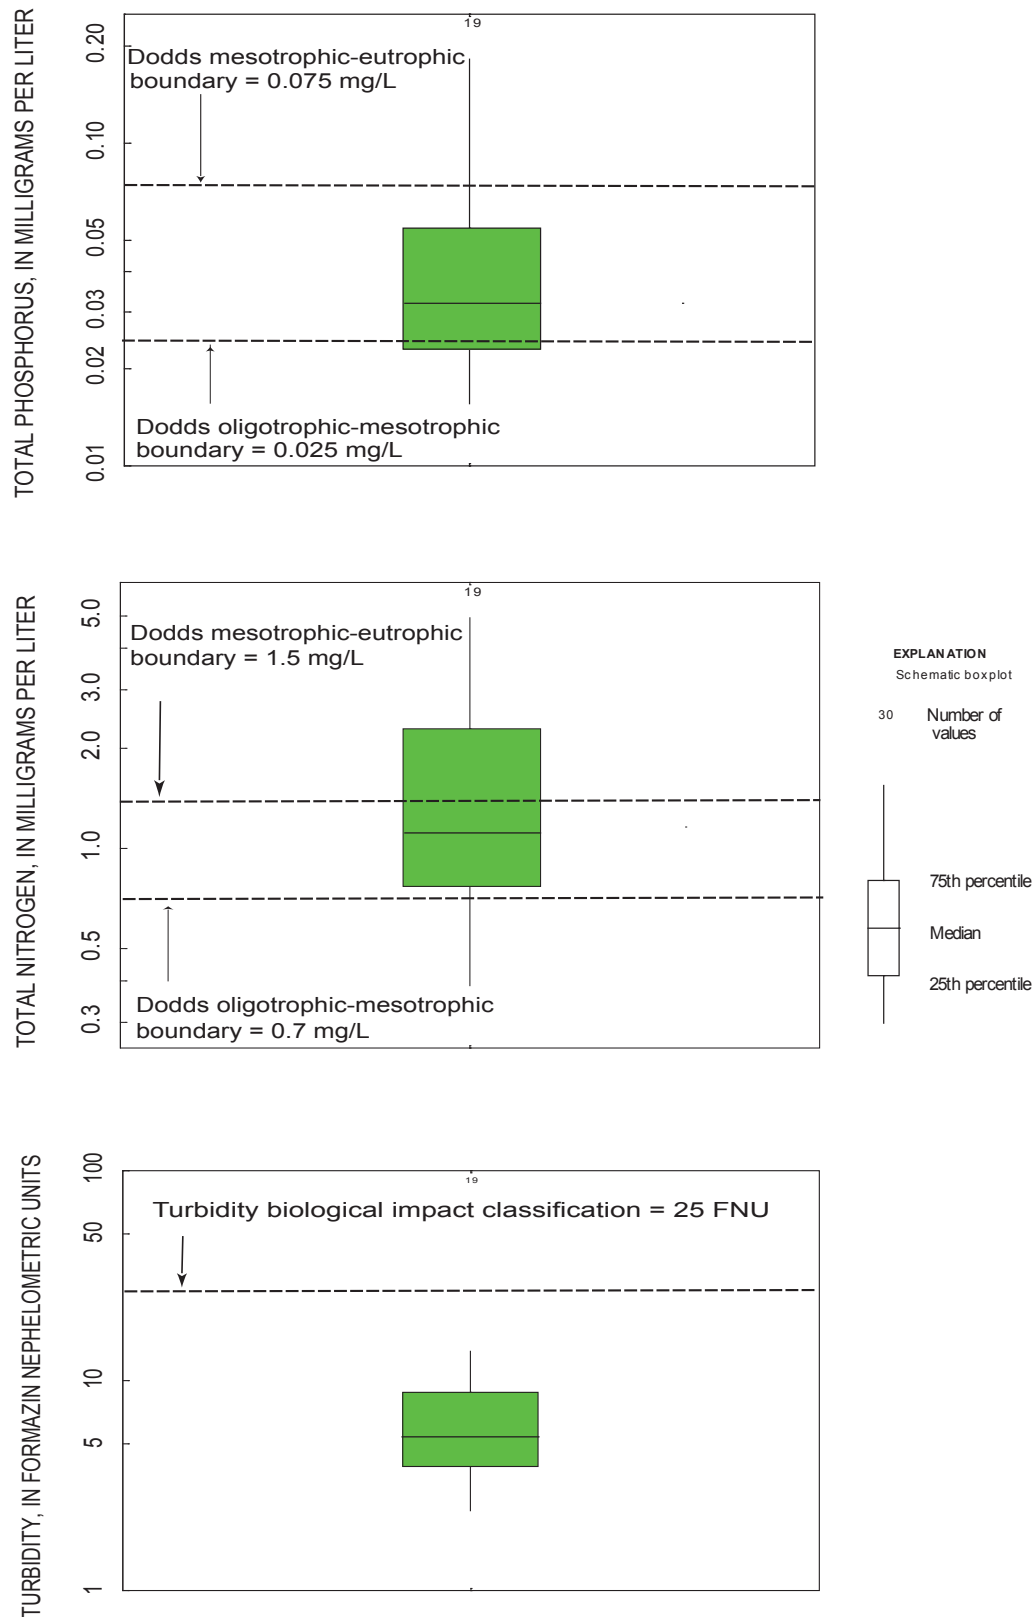 TOTAL PHOSPHORUS, IN MILLIGRAMS PER LITER
0.20
0.10
0.05
0.03
0.02
0.01
19
Dodds mesotrophic-eutrophic
boundary = 0.075 mg/L
Dodds oligotrophic-mesotrophic
boundary = 0.025 mg/L
TOTAL NITROGEN, IN MILLIGRAMS PER LITER
5.0
3.0
2.0
1.0
0.5
0.3
19
Dodds mesotrophic-eutrophic
boundary = 1.5 mg/L
Dodds oligotrophic-mesotrophic
boundary = 0.7 mg/L
EXPLANATION
Schematic boxplot
30 Number of
values
75th percentile
Median
25th percentile
TURBIDITY, IN FORMAZIN NEPHELOMETRIC UNITS
100
50
10
5
1
19
Turbidity biological impact classification = 25 FNU